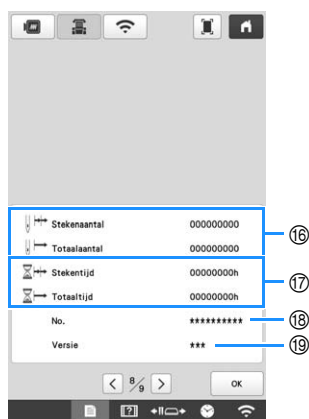 Stekenaantal 000000000
Totaalaantal 000000000
⑯
Stekentijd 00000000h
Totaaltijd 00000000h
⑰
No. ********** ⑱
Versie *** ⑲
< 8/9 > OK